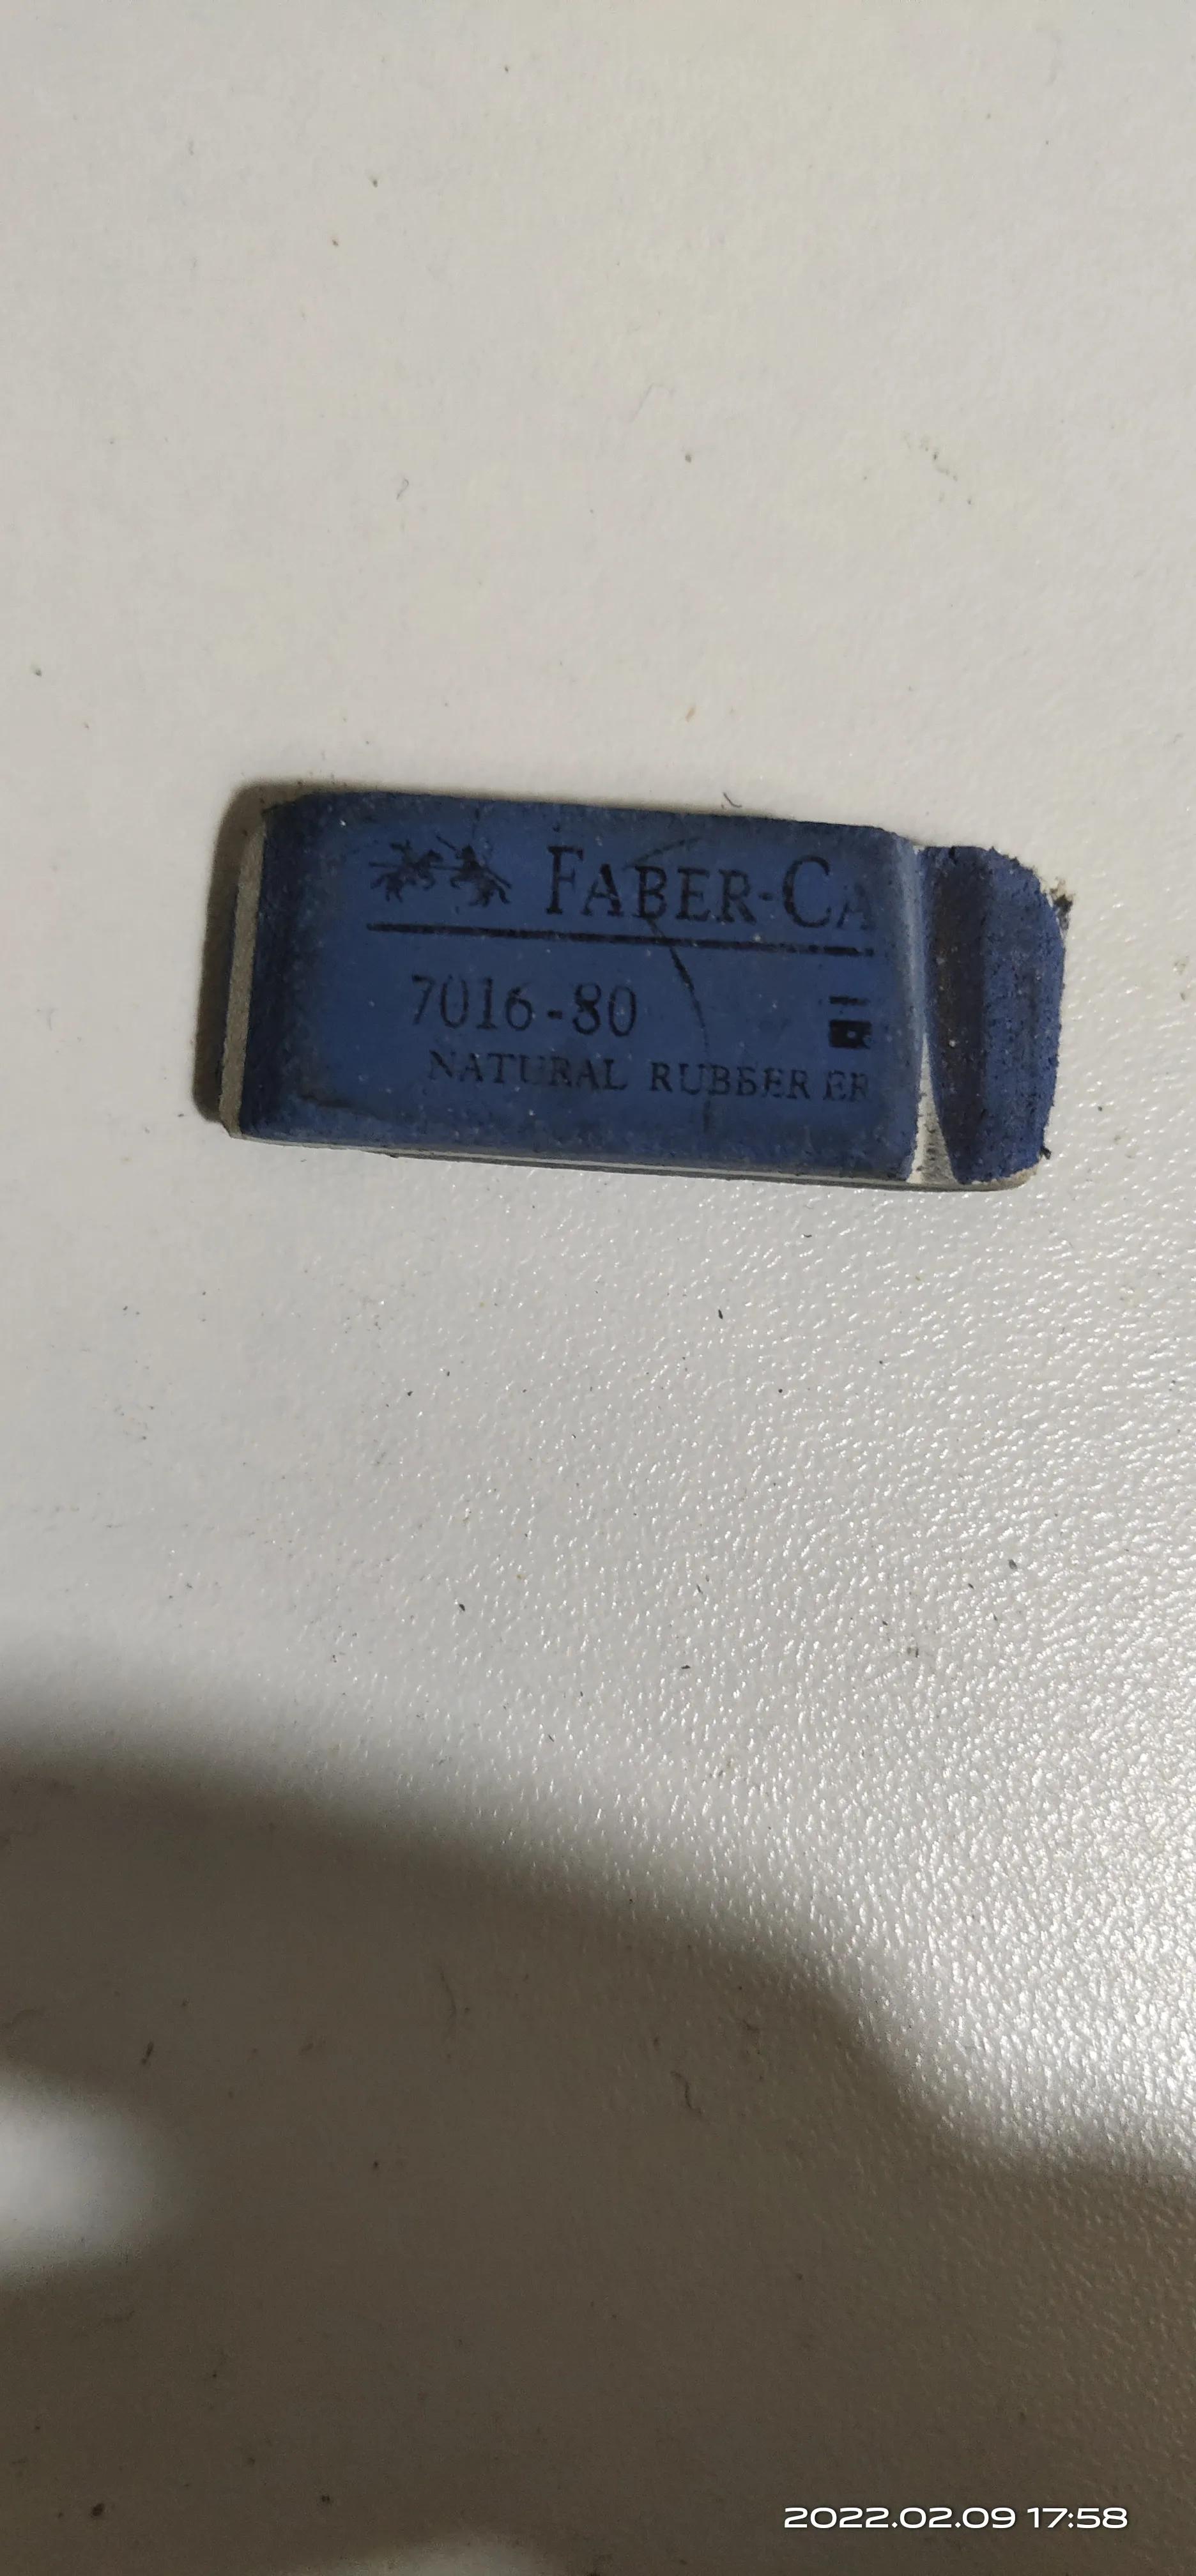 FABER-CA
7016-80
NATURAL RUBBER ER
2022.02.09 17:58